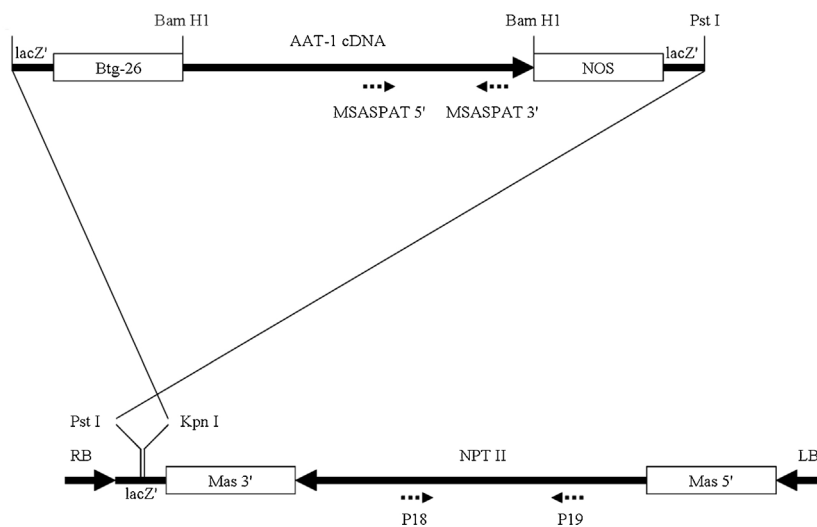 Bam H1 Bam H1 Pst I
AAT-1 cDNA
lacZ' lacZ'
Btg-26 NOS
MSASPAT 5' MSASPAT 3'
Pst I Kpn I
RB NPT II LB
lacZ' Mas 3' Mas 5'
P18 P19